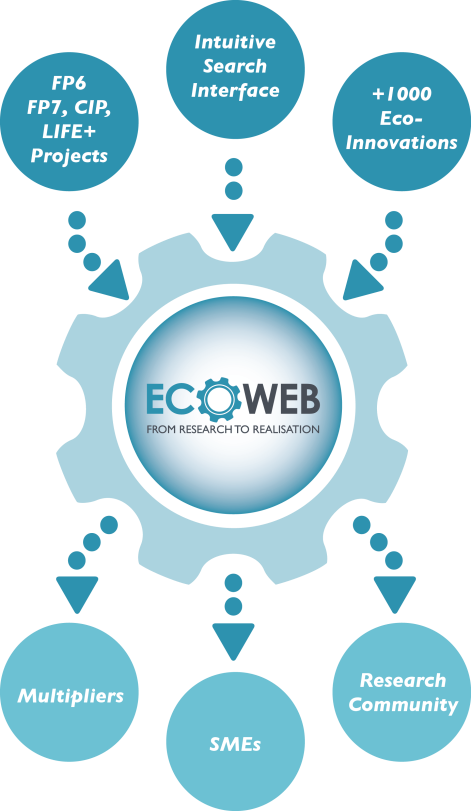 Intuitive
Search
Interface
FP6
FP7, CIP,
LIFE+
Projects
+1000
Eco-
Innovations
ECOWEB
FROM RESEARCH TO REALISATION
Multipliers
SMEs
Research
Community